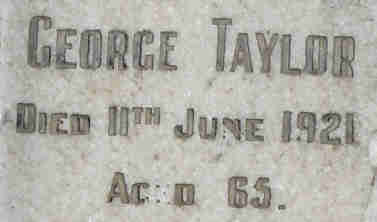 GEORGE TAYLOR
DIED 11TH JUNE 1921
AGED 65.